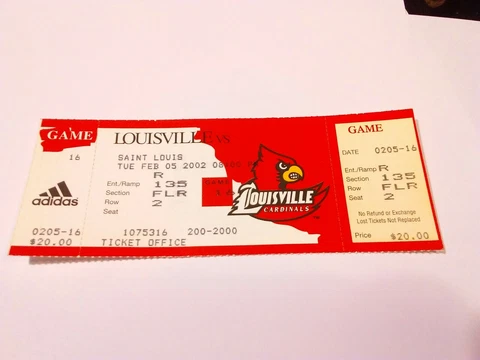 GAME
16
adidas
0205-16
$20.00
LOUISVILLE VS
SAINT LOUIS
TUE FEB 05 2002
Ent./Ramp R
Section 135
Row FLR
Seat 2
1075316 200-2000
TICKET OFFICE
LOUISVILLE
CARDINALS
GAME
DATE 0205-16
Ent./Ramp R
Section 135
Row FLR
Seat 2
No Refund or Exchange
Lost Tickets Not Replaced
Price $20.00